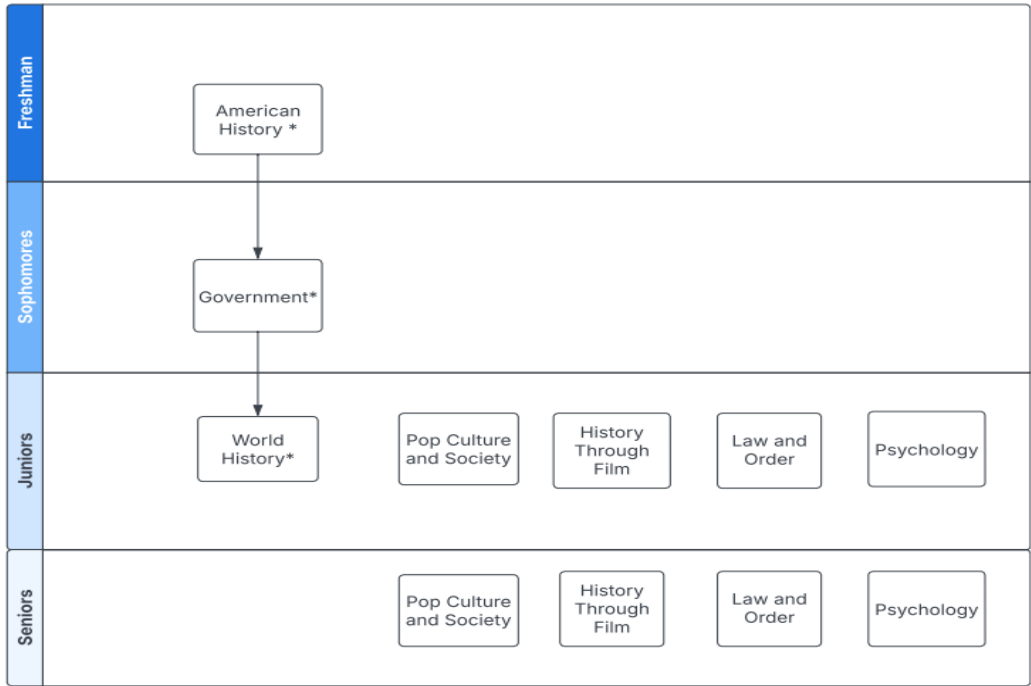 Freshman
American
History *
Sophomores
Government*
Juniors
World
History*
Pop Culture
and Society
History
Through
Film
Law and
Order
Psychology
Seniors
Pop Culture
and Society
History
Through
Film
Law and
Order
Psychology